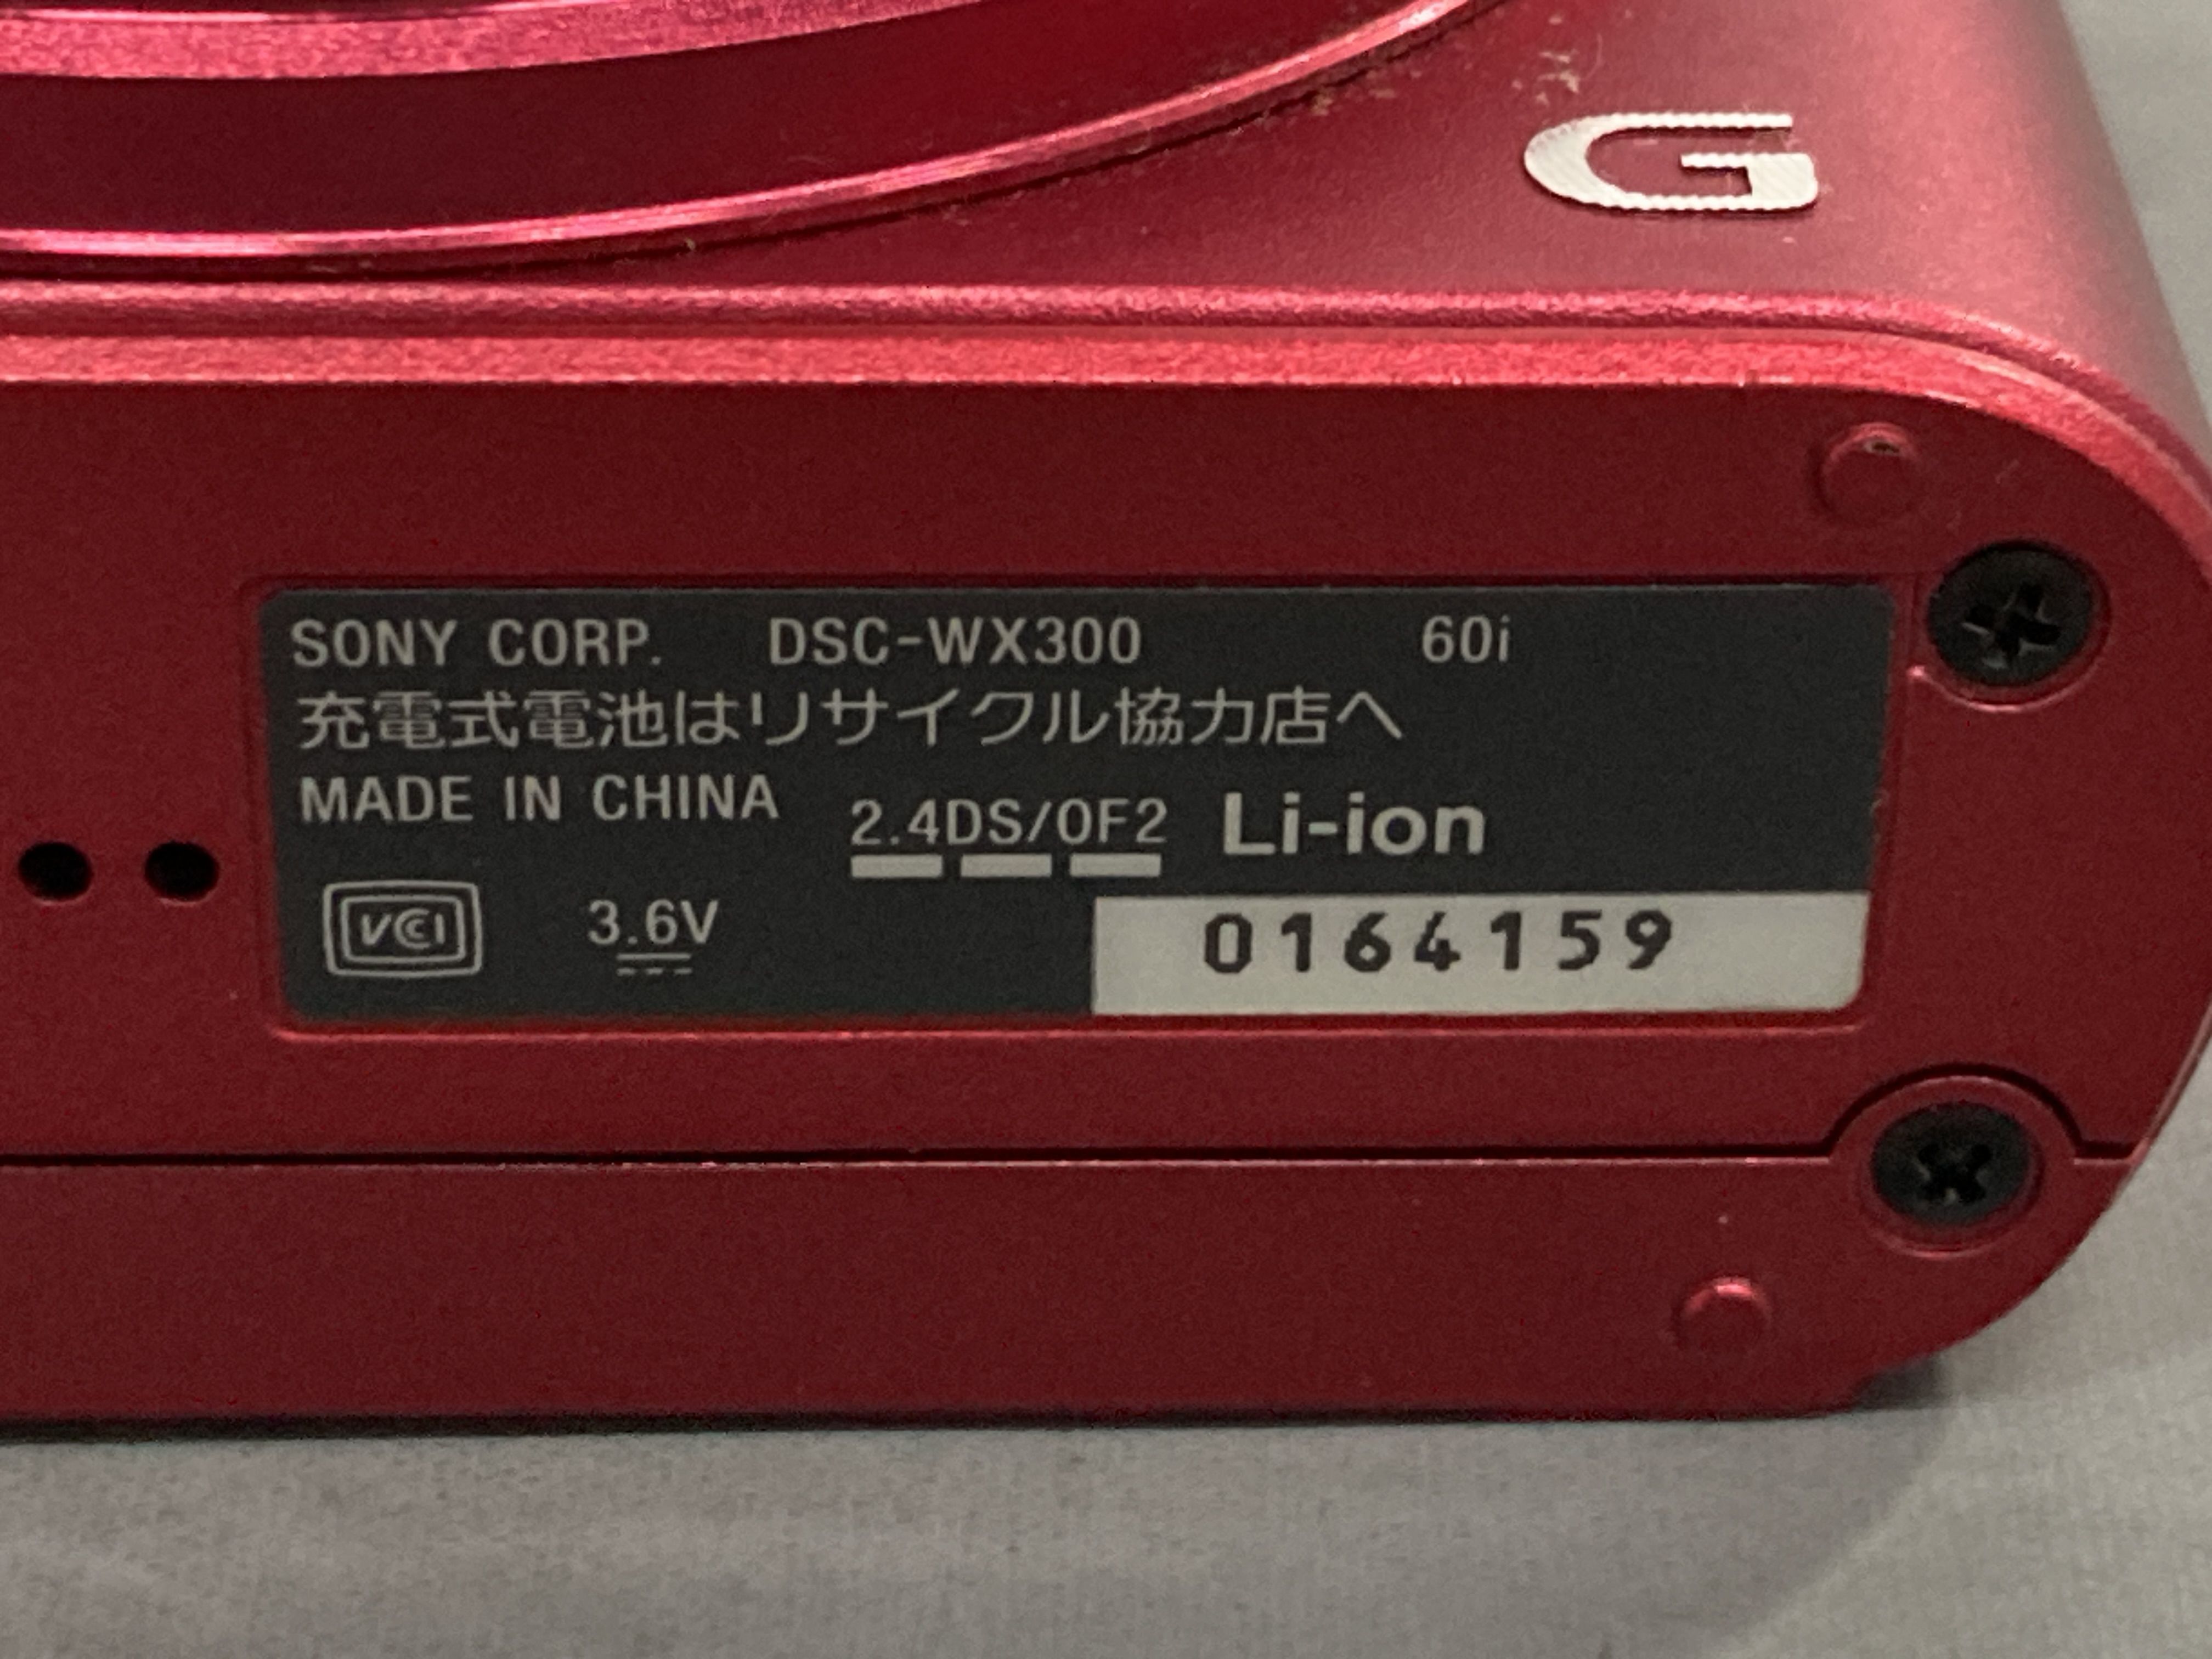 G
SONY CORP. DSC-WX300 60i
充電式電池はリサイクル協力店へ
MADE IN CHINA 2.4DS/OF2 Li-ion
VCCI 3.6V 0164159